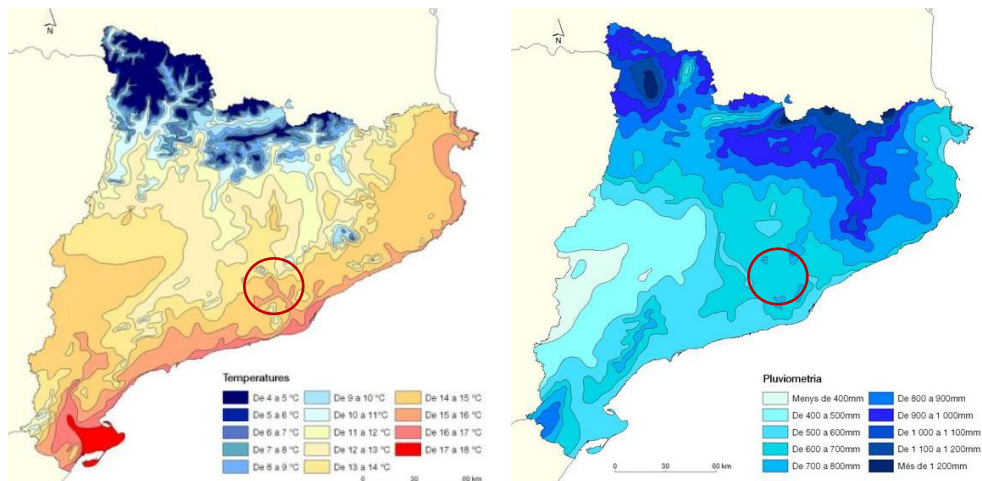 N
Temperatures
De 4 a 5 °C
De 5 a 6 °C
De 6 a 7 °C
De 7 a 8 °C
De 8 a 9 °C
De 9 a 10 °C
De 10 a 11°C
De 11 a 12 °C
De 12 a 13 °C
De 13 a 14 °C
De 14 a 15 °C
De 15 a 16 °C
De 16 a 17 °C
De 17 a 18 °C
0 30 60 km
N
Pluviometria
Menys de 400mm
De 400 a 500mm
De 500 a 600mm
De 600 a 700mm
De 700 a 800mm
De 800 a 900mm
De 900 a 1 000mm
De 1 000 a 1 100mm
De 1 100 a 1 200mm
Més de 1 200mm
0 30 60 km